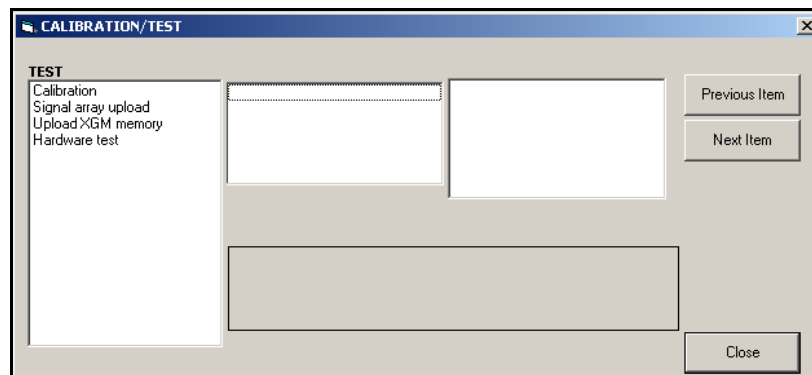 CALIBRATION/TEST
TEST
Calibration
Signal array upload
Upload XGM memory
Hardware test
Previous Item
Next Item
Close